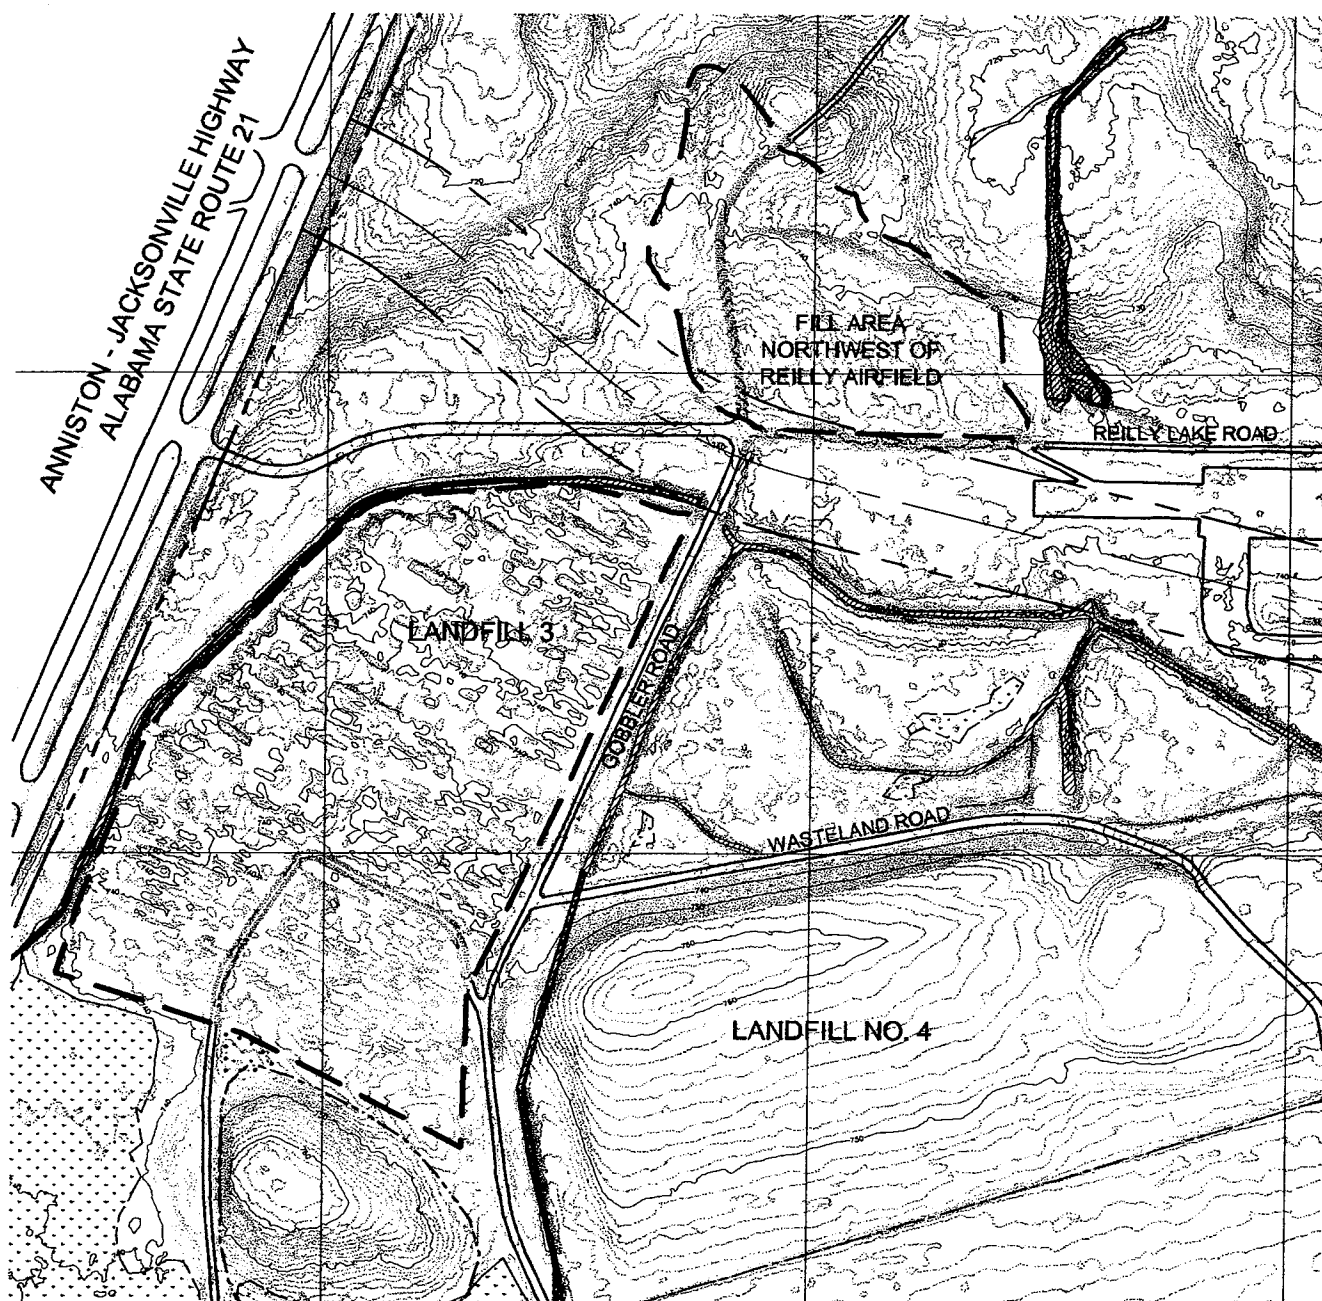 ANNISTON - JACKSONVILLE HIGHWAY
ALABAMA STATE ROUTE 21
FILL AREA
NORTHWEST OF
REILLY AIRFIELD
REILLY LAKE ROAD
LANDFILL 3
GOBBLER ROAD
WASTELAND ROAD
LANDFILL NO. 4
750